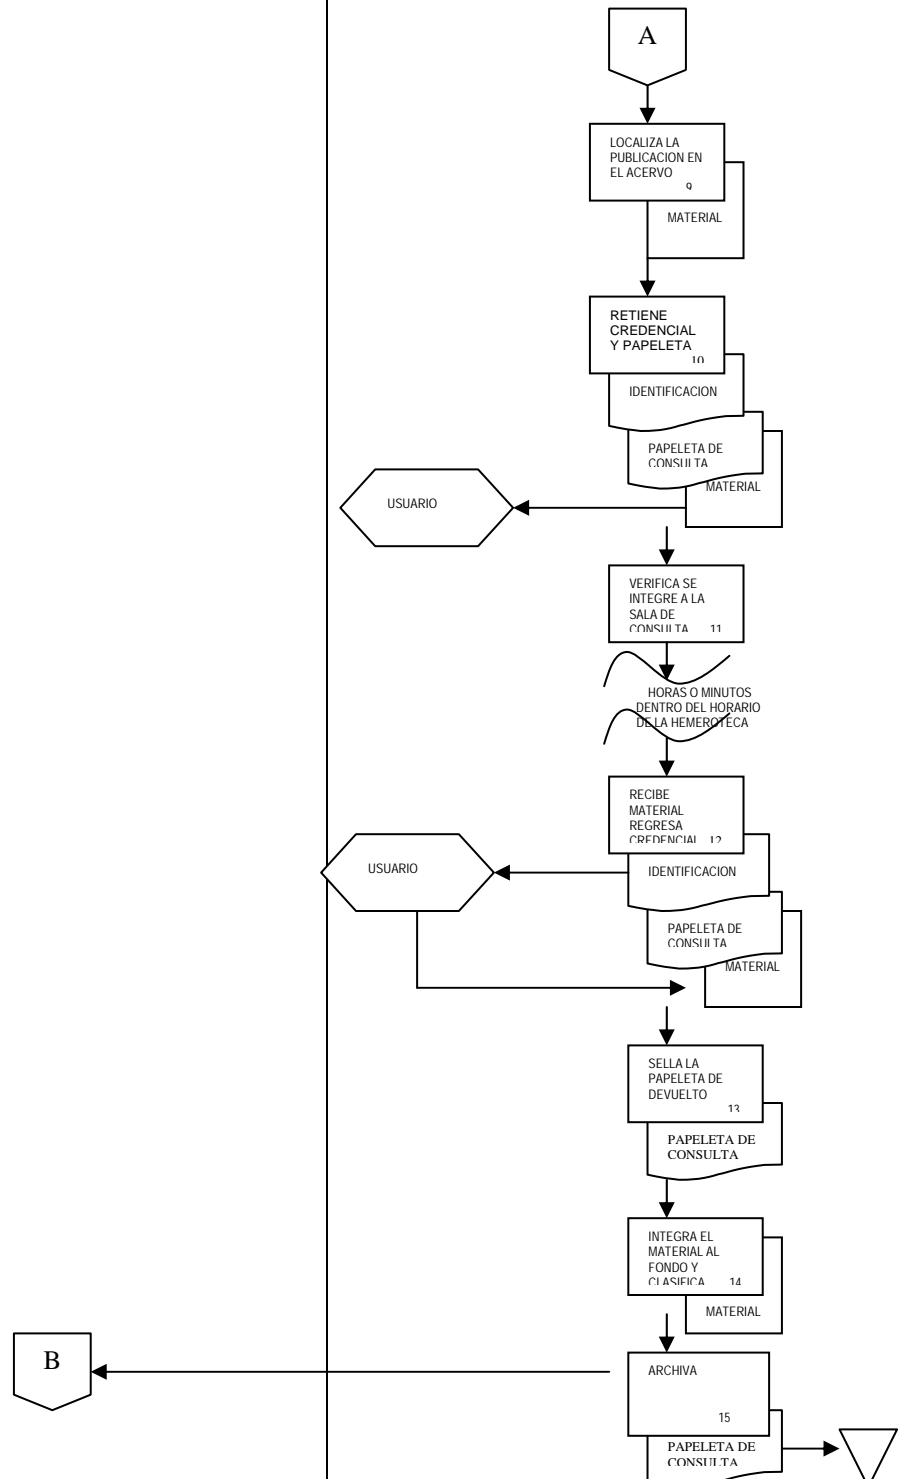 A
LOCALIZA LA
PUBLICACION EN
EL ACERVO
9
MATERIAL
RETIENE
CREDENCIAL
Y PAPELETA
10
IDENTIFICACION
PAPELETA DE
CONSULTA
MATERIAL
USUARIO
VERIFICA SE
INTEGRE A LA
SALA DE
CONSULTA 11
HORAS O MINUTOS
DENTRO DEL HORARIO
DE LA HEMEROTECA
RECIBE
MATERIAL
REGRESA
CREDENCIAL 12
USUARIO
IDENTIFICACION
PAPELETA DE
CONSULTA
MATERIAL
SELLA LA
PAPELETA DE
DEVUELTO
13
PAPELETA DE
CONSULTA
INTEGRA EL
MATERIAL AL
FONDO Y
CLASIFICA 14
MATERIAL
B
ARCHIVA
15
PAPELETA DE
CONSULTA